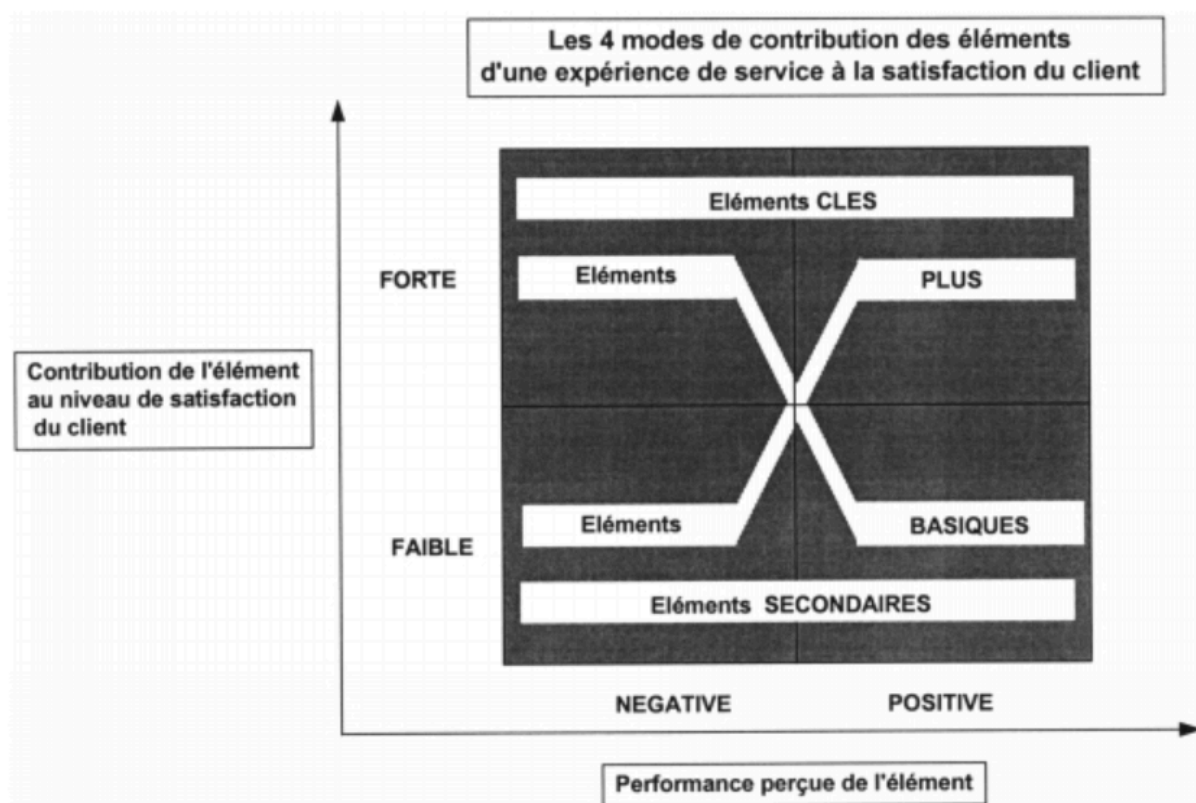 Les 4 modes de contribution des éléments
d'une expérience de service à la satisfaction du client
Eléments CLES
FORTE
Eléments
PLUS
Contribution de l'élément
au niveau de satisfaction
du client
Eléments
BASIQUES
FAIBLE
Eléments SECONDAIRES
NEGATIVE
POSITIVE
Performance perçue de l'élément